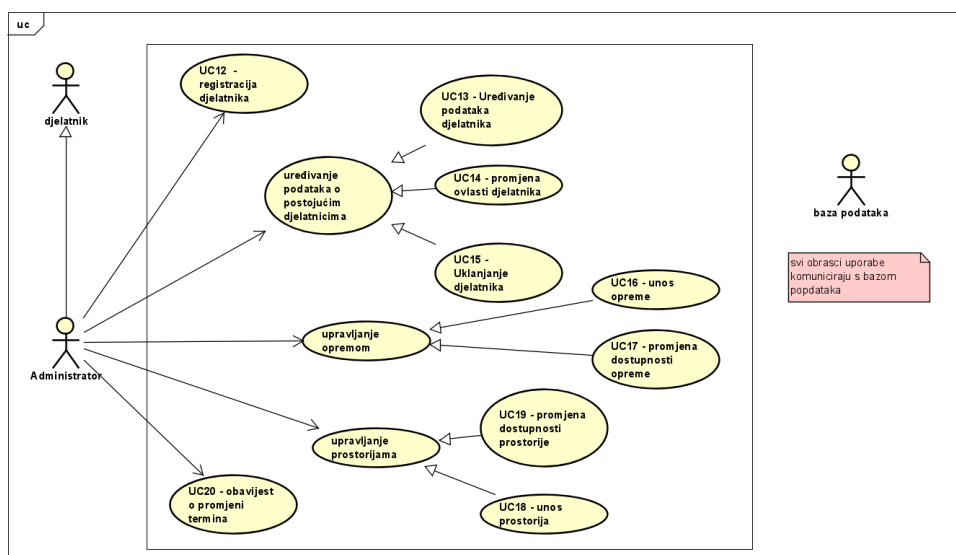 uc
UC12 -
registracija
djelatnika
djelatnik
UC13 - Uređivanje
podataka
djelatnika
uređivanje
podataka o
postojućim
djelatnicima
UC14 - promjena
ovlasti djelatnika
baza podataka
UC15 -
Uklanjanje
djelatnika
svi obrasci uporabe
komuniciraju s bazom
popdataka
UC16 - unos
opreme
upravljanje
opremom
UC17 - promjena
dostupnosti
opreme
Administrator
UC19 - promjena
dostupnosti
prostorije
upravljanje
prostorijama
UC20 - obavijest
o promjeni
termina
UC18 - unos
prostorija